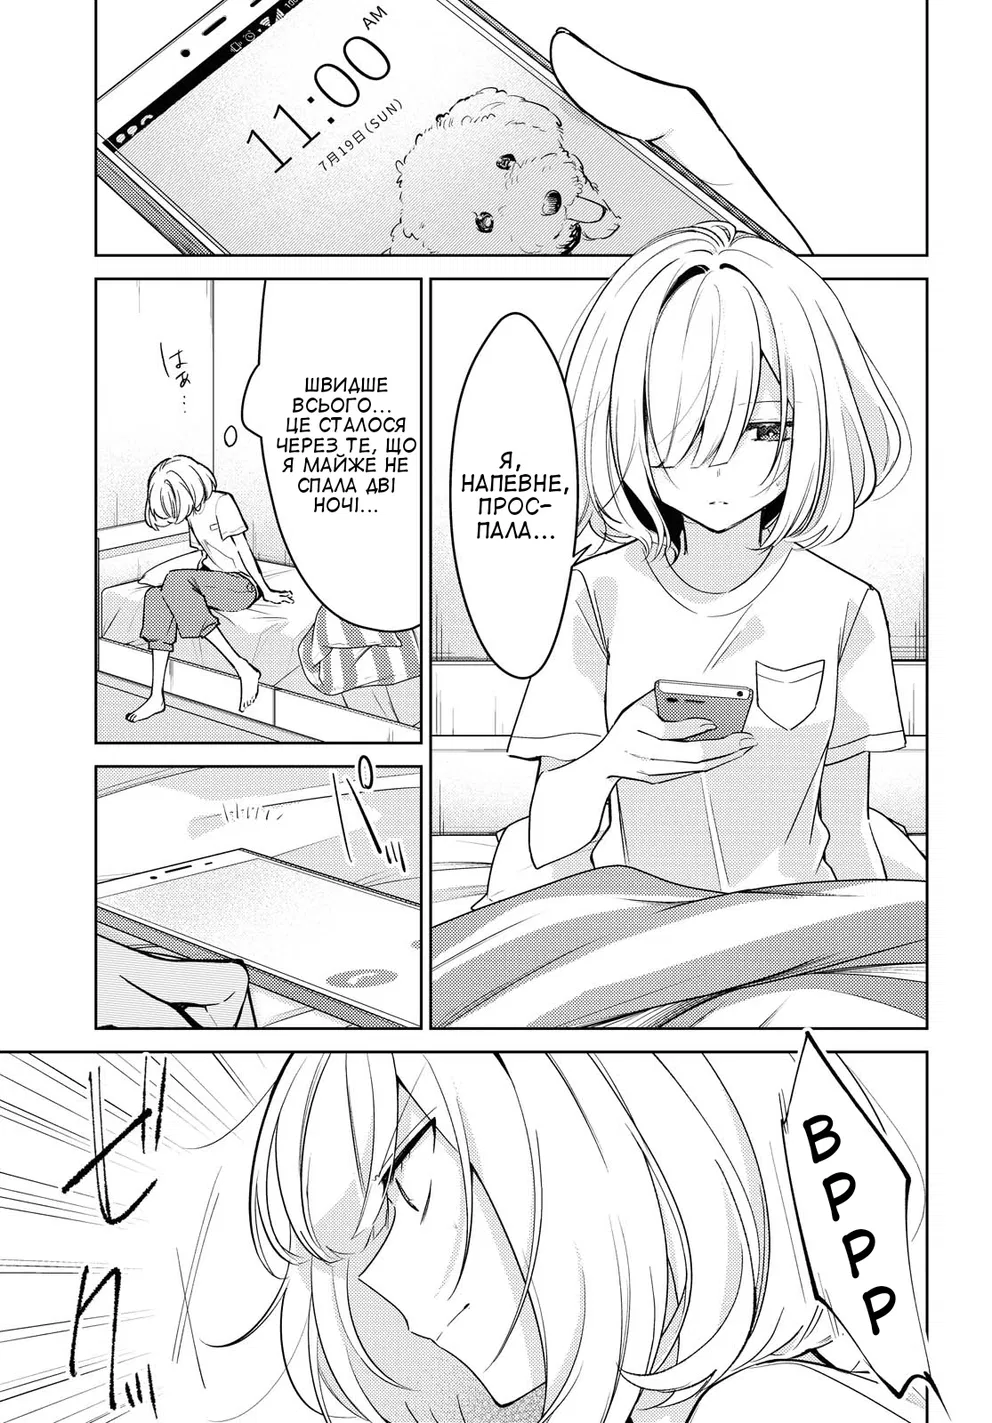 100
AM
11:00
7月19日(SUN)
Я,
НАПЕВНЕ,
ПРОС-
ПАЛА...
ШВИДШЕ
ВСЬОГО...
ЦЕ СТАЛОСЯ
ЧЕРЕЗ ТЕ, ЩО
Я МАЙЖЕ НЕ
СПАЛА ДВІ
НОЧІ...
はぁ...
ВРРР